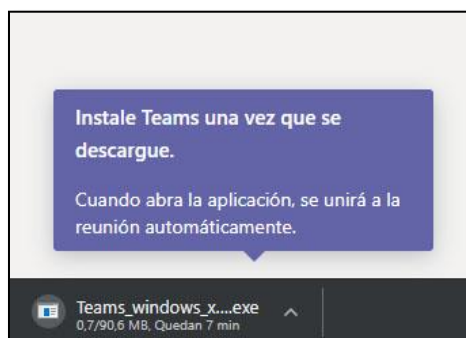 Instale Teams una vez que se
descargue.
Cuando abra la aplicación, se unirá a la
reunión automáticamente.
Teams_windows_x....exe
0,7/90,6 MB, Quedan 7 min